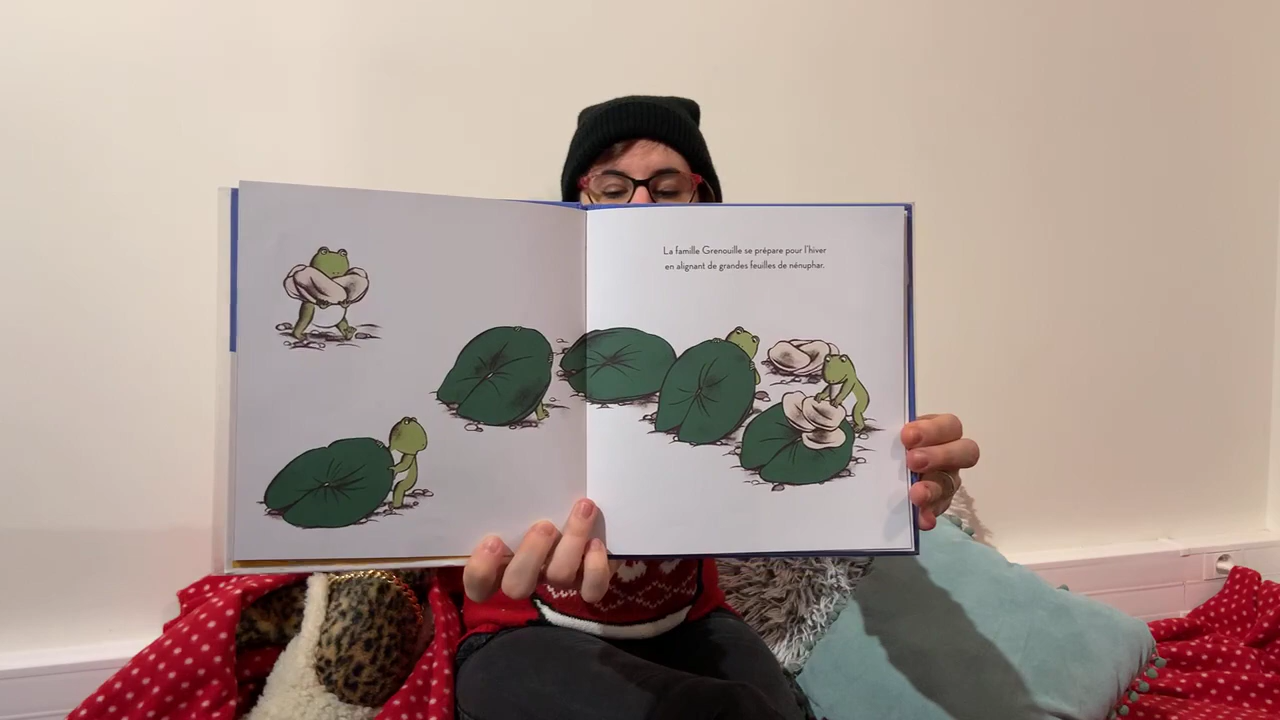 La famille Grenouille se prépare pour l'hiver
en alignant de grandes feuilles de nénuphar.